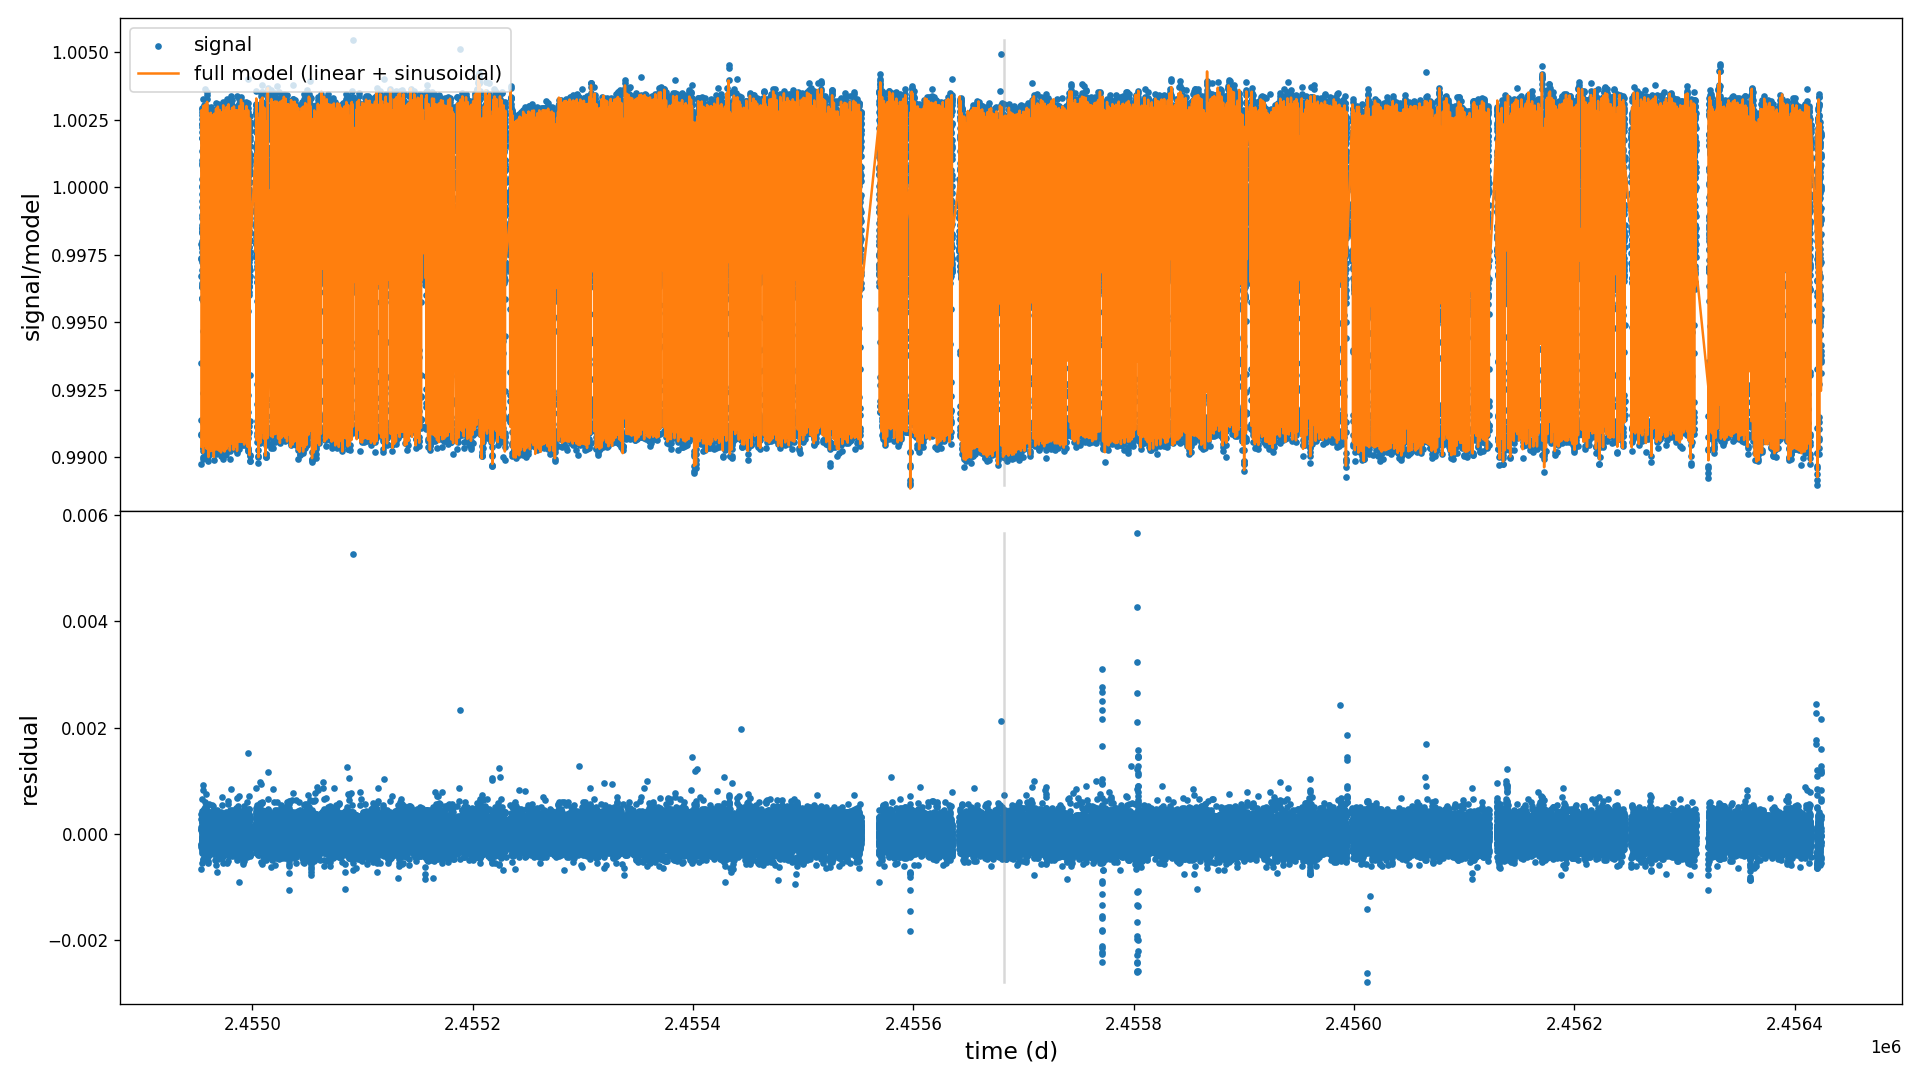 signal
full model (linear + sinusoidal)
1.0050
1.0025
1.0000
0.9975
0.9950
0.9925
0.9900
signal/model
0.006
0.004
0.002
0.000
−0.002
residual
2.4550 2.4552 2.4554 2.4556 2.4558 2.4560 2.4562 2.4564
1e6
time (d)